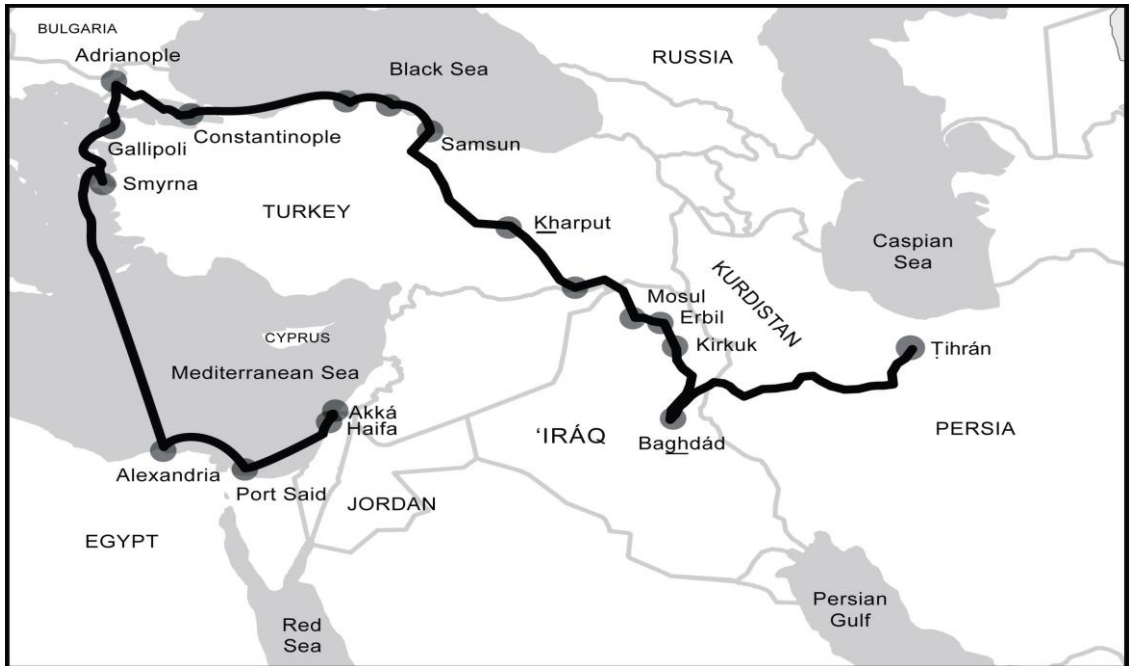 BULGARIA
Adrianople
Black Sea
RUSSIA
Constantinople
Samsun
Gallipoli
Smyrna
TURKEY
Kharput
Caspian
Sea
KURDISTAN
Mosul
Erbil
Kirkuk
Ṭihrán
CYPRUS
Mediterranean Sea
Akká
Haifa
‘IRÁQ
Baghdád
PERSIA
Alexandria
Port Said
JORDAN
EGYPT
Persian
Gulf
Red
Sea